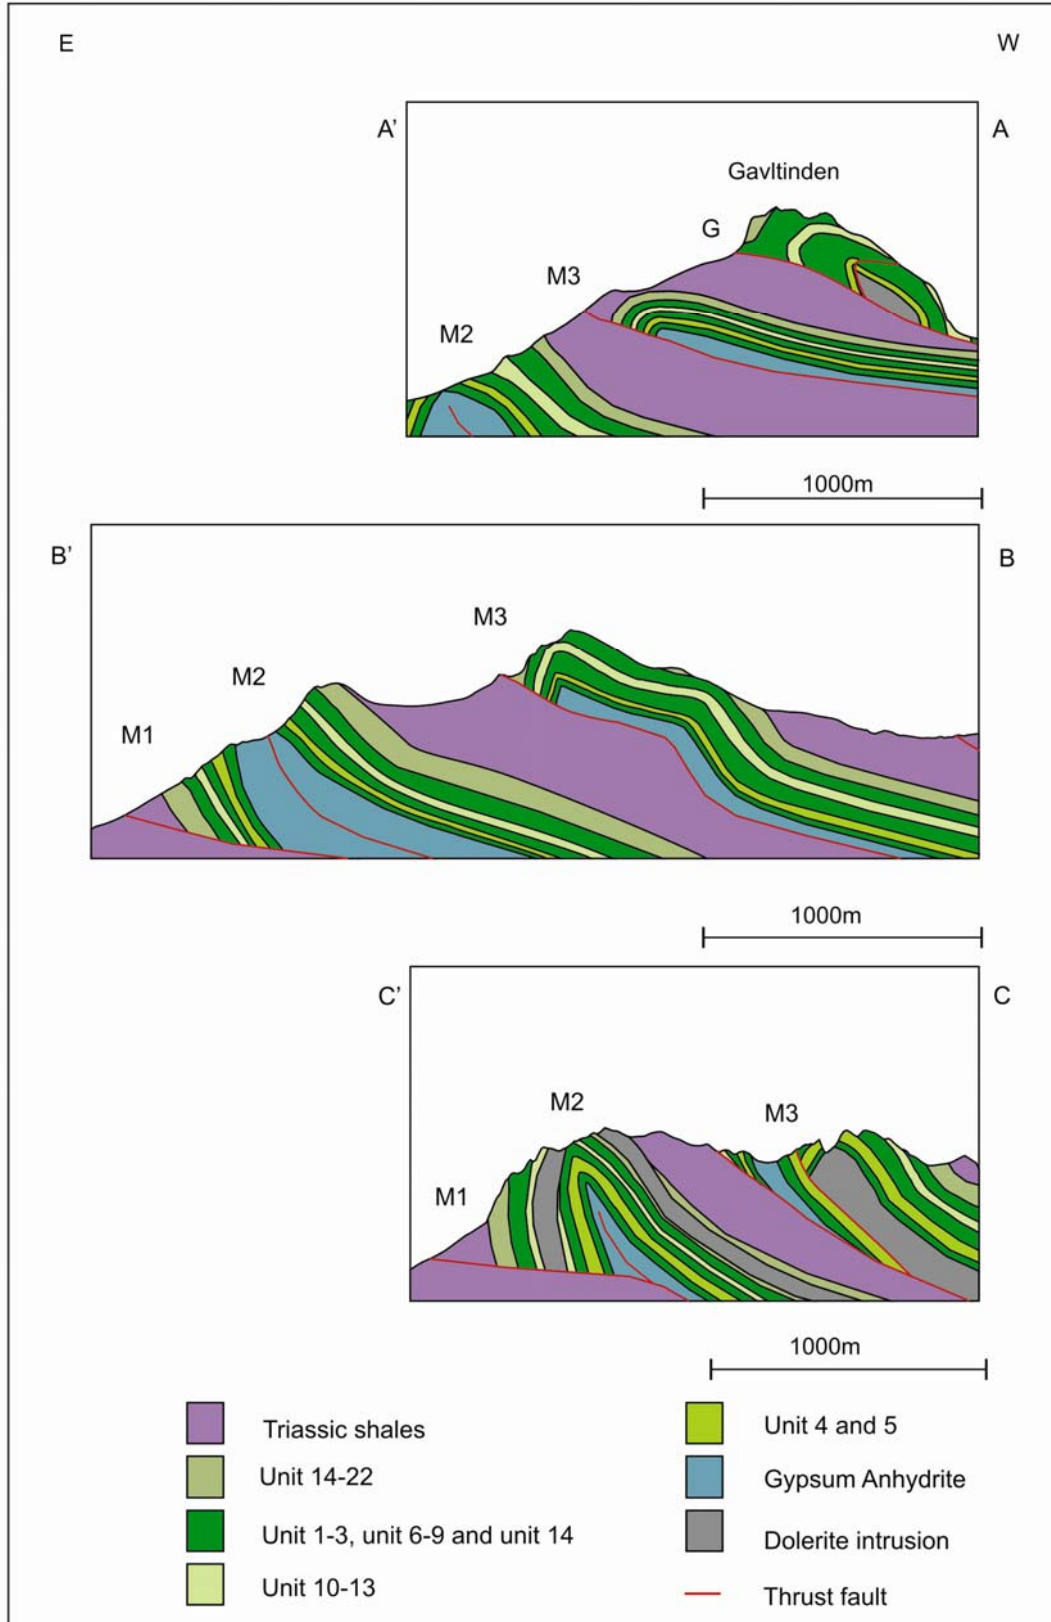 E
W
A'
A
Gavltinden
G
M3
M2
1000m
B'
B
M3
M2
M1
1000m
C'
C
M2
M3
M1
1000m
Triassic shales
Unit 14-22
Unit 1-3, unit 6-9 and unit 14
Unit 10-13
Unit 4 and 5
Gypsum Anhydrite
Dolerite intrusion
Thrust fault